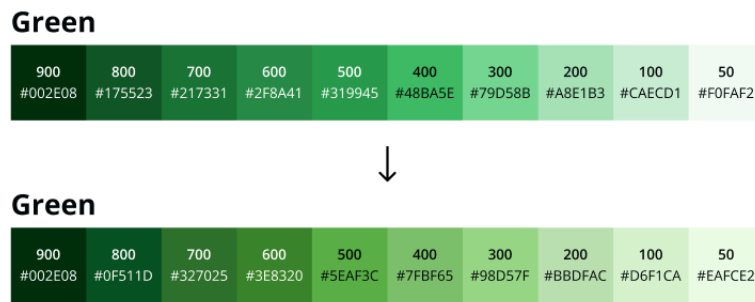 Green
900 800 700 600 500 400 300 200 100 50
#002E08 #175523 #217331 #2F8A41 #319945 #48BA5E #79D58B #A8E1B3 #CAECD1 #F0FAF2
↓
Green
900 800 700 600 500 400 300 200 100 50
#002E08 #0F511D #327025 #3E8320 #5EAF3C #7FBF65 #98D57F #BBDFAC #D6F1CA #EAFCE2